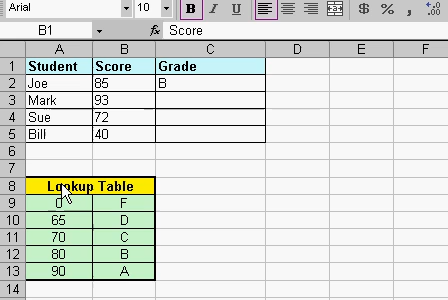 Arial 10 B I U $ % ,
B1 fx Score
A B C D E F
1 Student Score Grade
2 Joe 85 B
3 Mark 93
4 Sue 72
5 Bill 40
6
7
8 Lookup Table
9 0 F
10 65 D
11 70 C
12 80 B
13 90 A
14